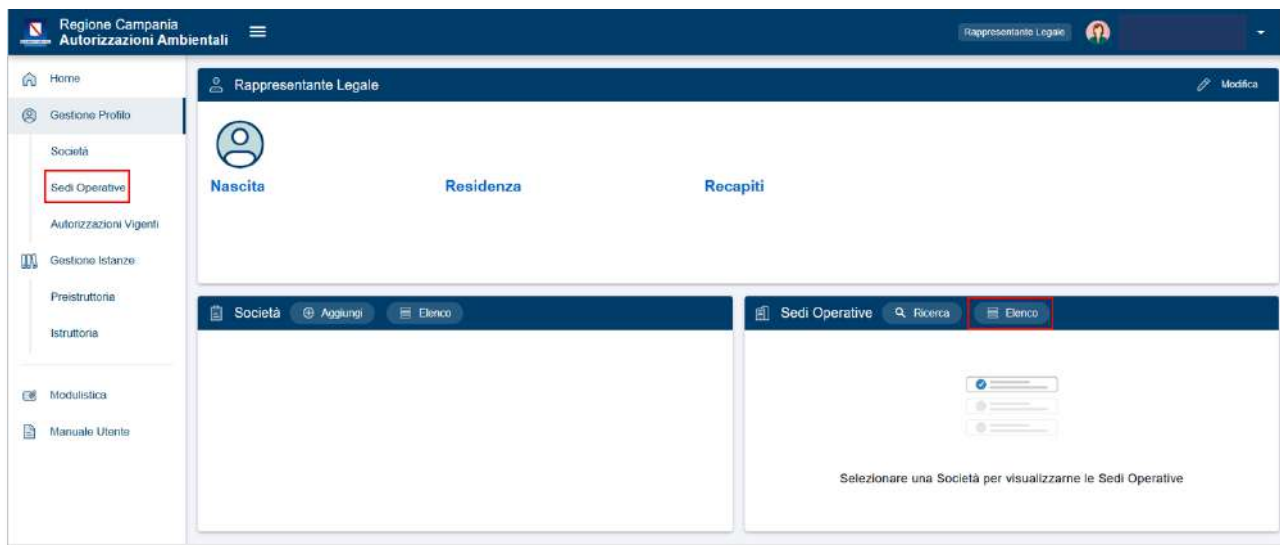 Regione Campania
Autorizzazioni Ambientali
Rappresentante Legale
Home
Gestione Profilo
Società
Sedi Operative
Autorizzazioni Vigenti
Gestione Istanze
Preistruttoria
Istruttoria
Modulistica
Manuale Utente
Rappresentante Legale
Modifica
Nascita Residenza Recapiti
Società Aggiungi Elenco
Sedi Operative Ricerca Elenco
Selezionare una Società per visualizzarne le Sedi Operative